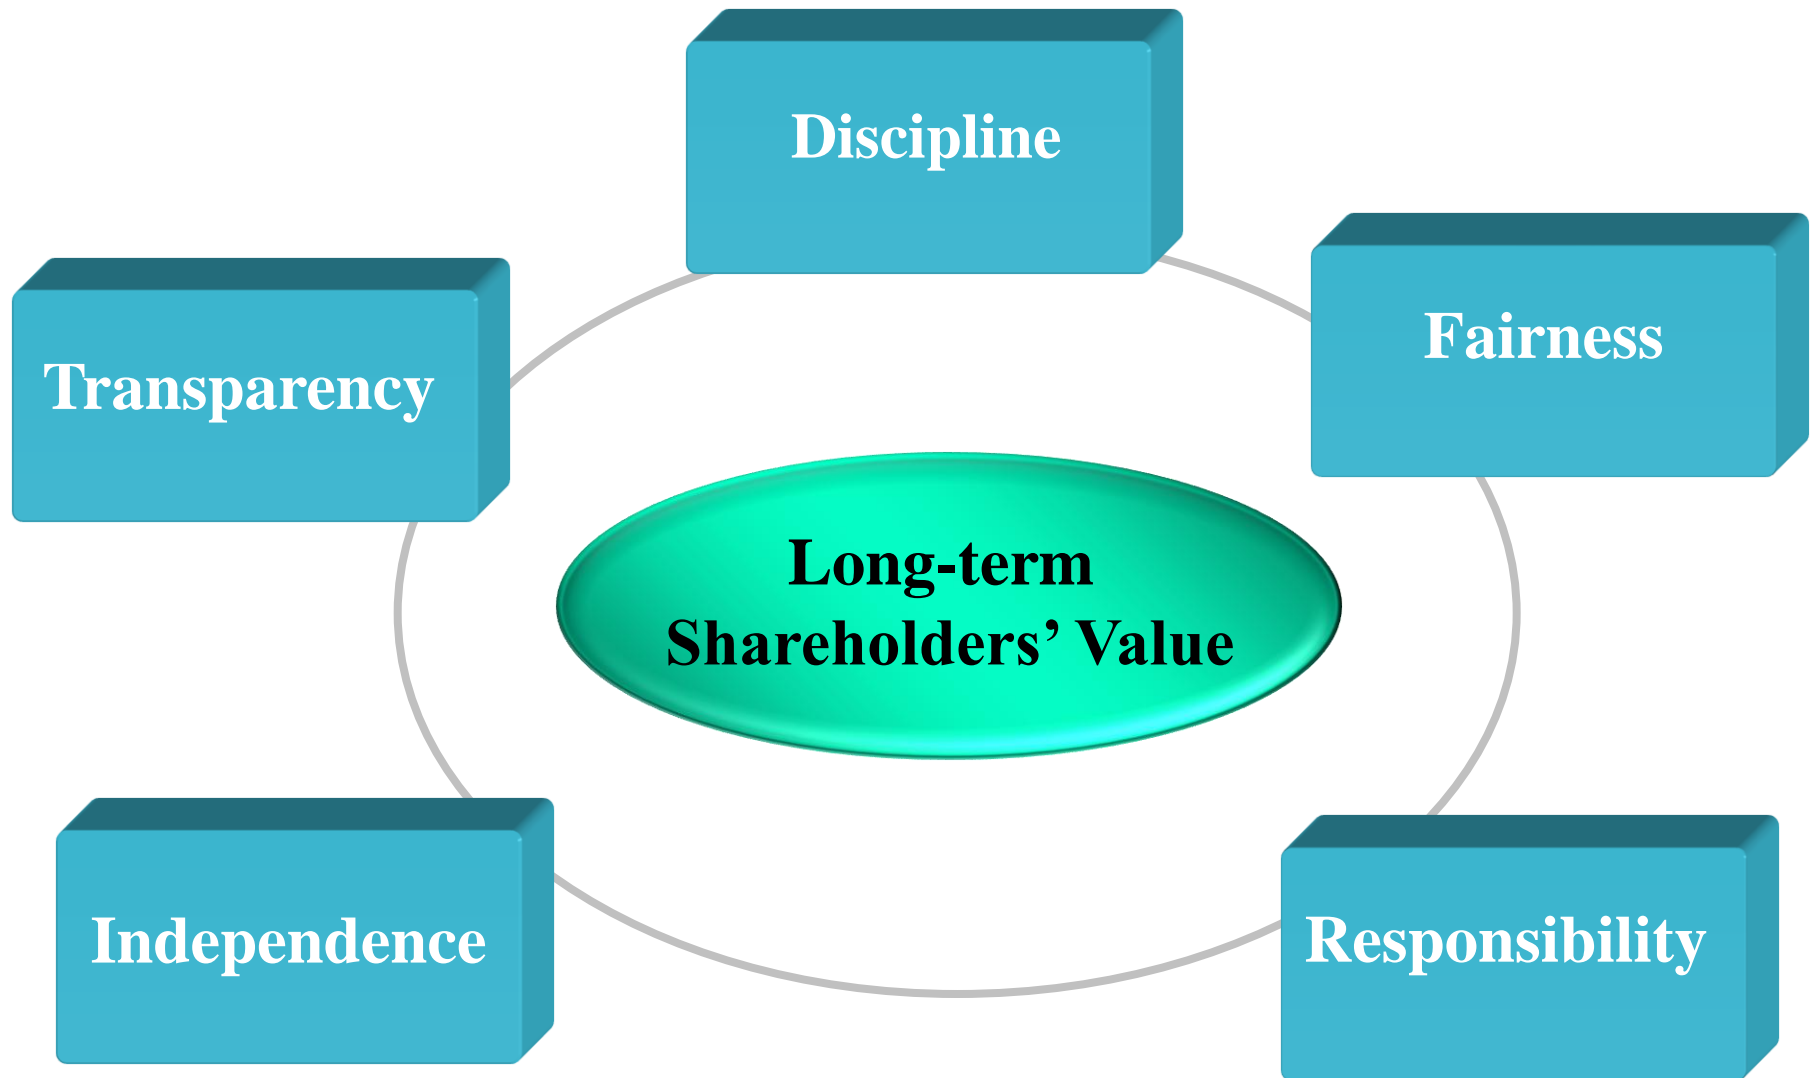 Discipline
Fairness
Transparency
Long-term
Shareholders’ Value
Independence
Responsibility